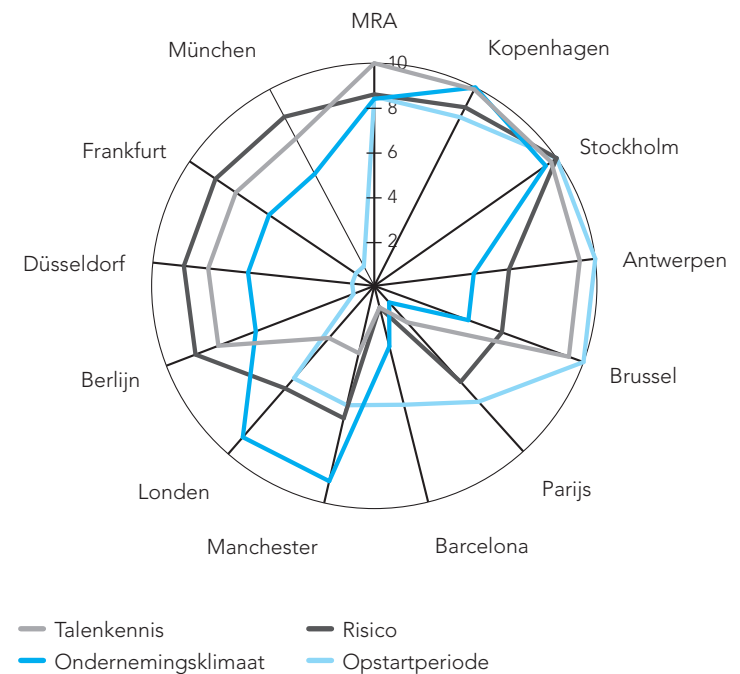 MRA
München
Kopenhagen
10
8
Frankfurt
Stockholm
6
4
2
Düsseldorf
Antwerpen
Berlijn
Brussel
Londen
Parijs
Manchester
Barcelona
Talenkennis
Risico
Ondernemingsklimaat
Opstartperiode